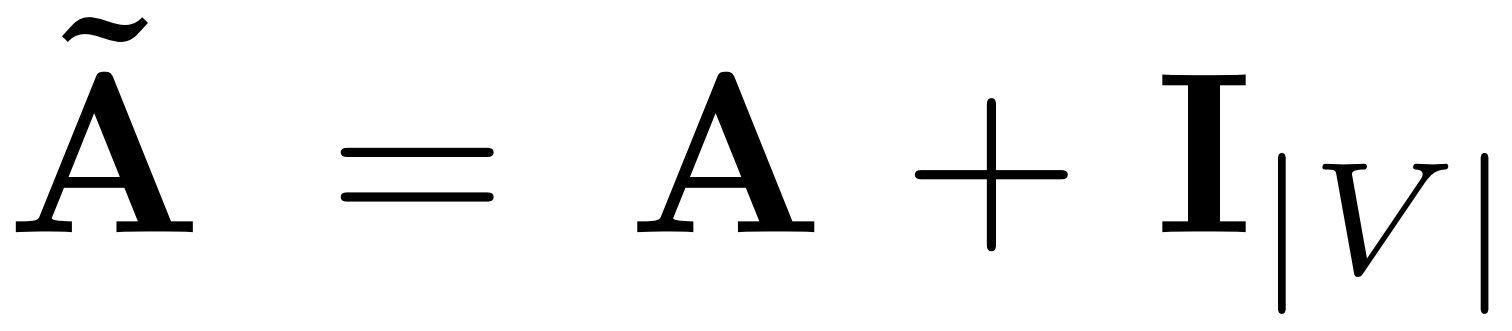 Ã = A + I_{|V|}